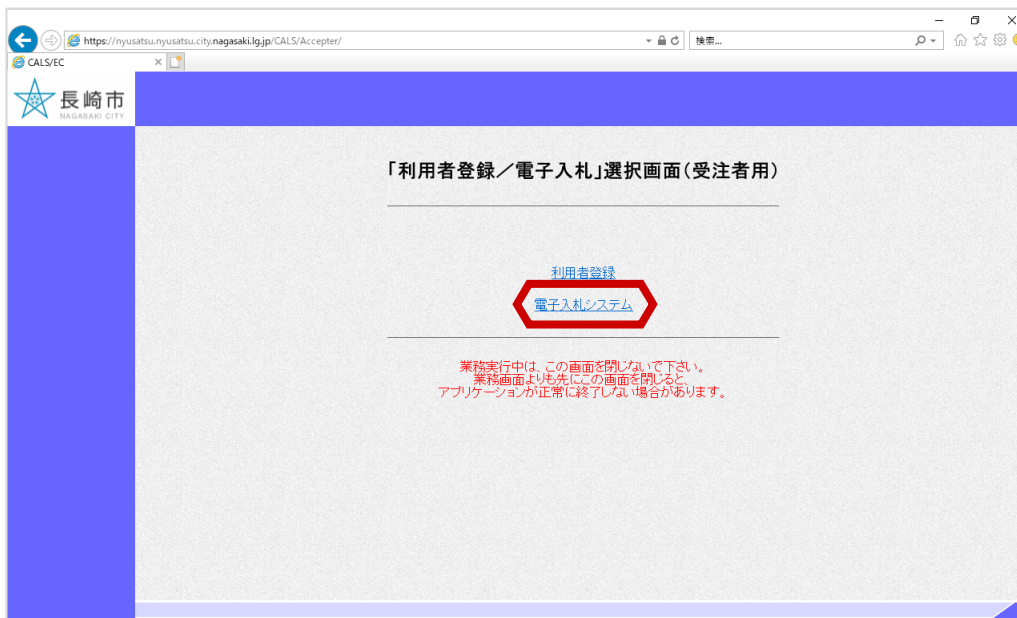 https://nyusatsu.nyusatsu.city.nagasaki.lg.jp/CALS/Accepter/
検索...
CALS/EC
長崎市
NAGASAKI CITY
「利用者登録／電子入札」選択画面（受注者用）
利用者登録
電子入札システム
業務実行中は、この画面を閉じないで下さい。
業務画面よりも先にこの画面を閉じると、
アプリケーションが正常に終了しない場合があります。